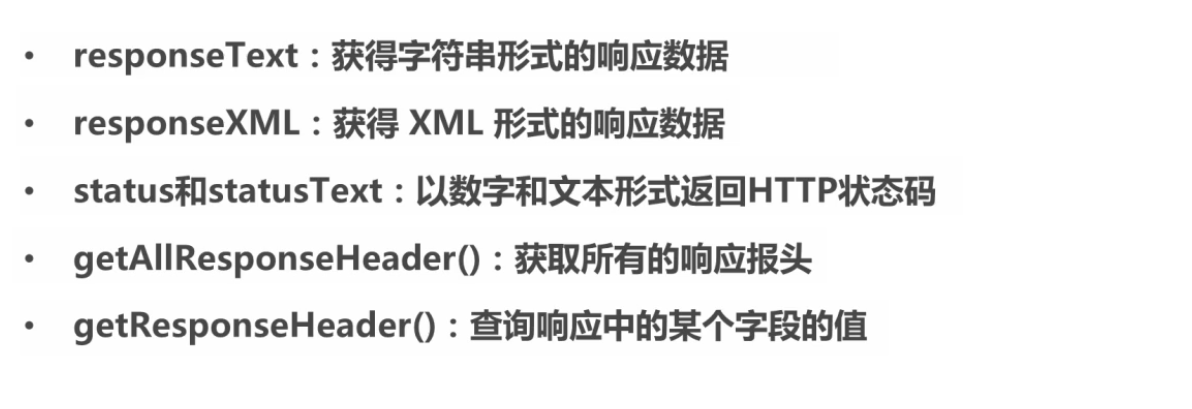 • responseText：获得字符串形式的响应数据
• responseXML：获得 XML 形式的响应数据
• status和statusText：以数字和文本形式返回HTTP状态码
• getAllResponseHeader()：获取所有的响应报头
• getResponseHeader()：查询响应中的某个字段的值